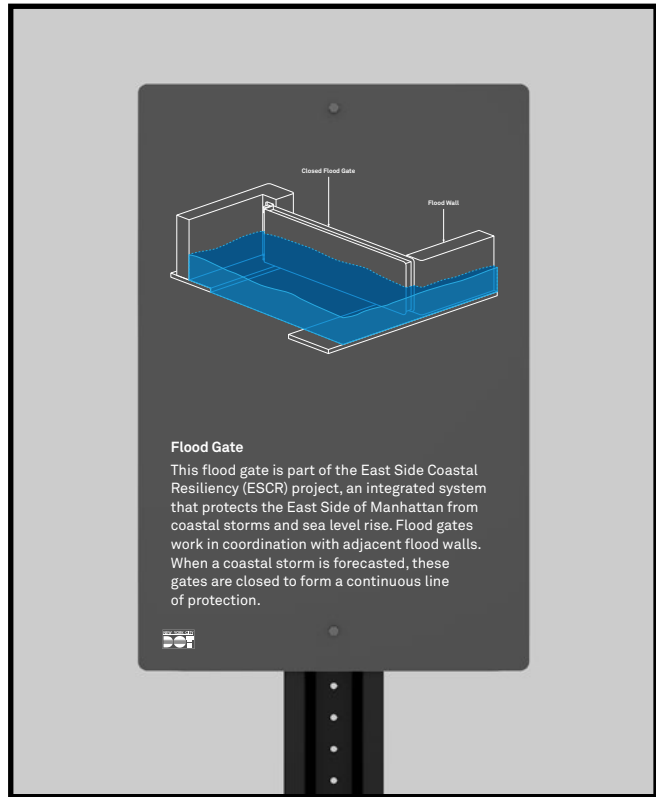 Closed Flood Gate
Flood Wall
Flood Gate
This flood gate is part of the East Side Coastal
Resiliency (ESCR) project, an integrated system
that protects the East Side of Manhattan from
coastal storms and sea level rise. Flood gates
work in coordination with adjacent flood walls.
When a coastal storm is forecasted, these
gates are closed to form a continuous line
of protection.
NEW YORK CITY
DOT